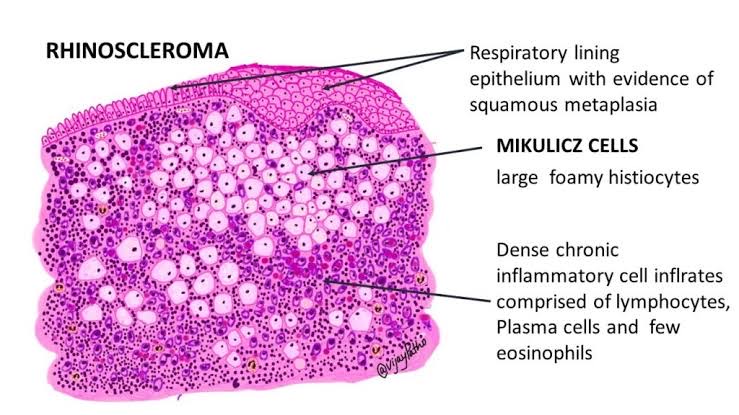 RHINOSCLEROMA
Respiratory lining
epithelium with evidence of
squamous metaplasia
MIKULICZ CELLS
large foamy histiocytes
Dense chronic
inflammatory cell inflrates
comprised of lymphocytes,
Plasma cells and few
eosinophils
@vijayPatho